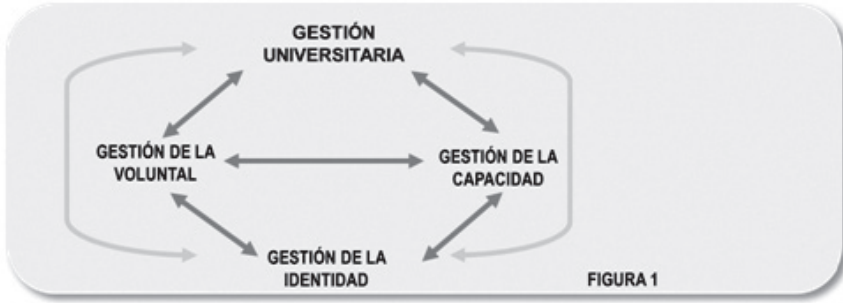 GESTIÓN
UNIVERSITARIA
GESTIÓN DE LA
VOLUNTAL
GESTIÓN DE LA
CAPACIDAD
GESTIÓN DE LA
IDENTIDAD
FIGURA 1